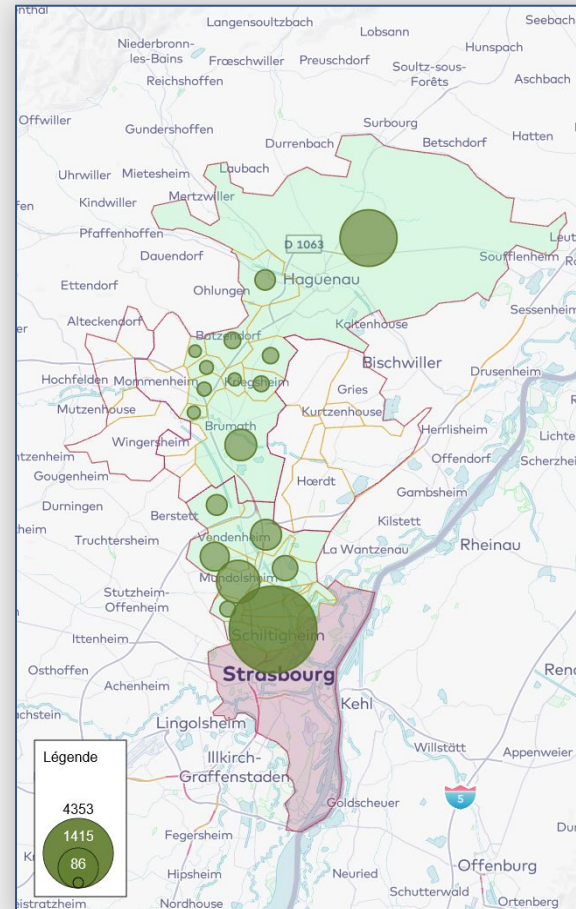 Langensoultzbach
Lobsann
Seebach
Niederbronn-
les-Bains
Frœschwiller
Preuschdorf
Hunspach
Reichshoffen
Soultz-sous-
Forêts
Aschbach
Offwiller
Gundershoffen
Surbourg
Hatten
Durrenbach
Betschdorf
Uhrwiller
Mietesheim
Laubach
Kindwiller
Mertzwiller
Pfaffenhoffen
D 1063
Dauendorf
Soufflenheim
Ettendorf
Ohlungen
Haguenau
Alteckendorf
Kaltenhouse
Sessenheim
Batzendorf
Bischwiller
Hochfelden
Mommenheim
Kriegsheim
Gries
Drusenheim
Mutzenhouse
Kurtzenhouse
Wingersheim
Brumath
Herrlisheim
Gougenheim
Hœrdt
Offendorf
Durningen
Gambsheim
Berstett
Kilstett
Truchtersheim
Vendenheim
La Wantzenau
Rheinau
Mundolsheim
Stutzheim-
Offenheim
Ittenheim
Schiltigheim
Osthoffen
Achenheim
Strasbourg
Kehl
Lingolsheim
Willstätt
Appenweier
Illkirch-
Graffenstaden
5
Goldscheuer
Fegersheim
Offenburg
Hipsheim
Neuried
Schutterwald
Nordhouse
Ortenberg
Légende
4353
1415
86